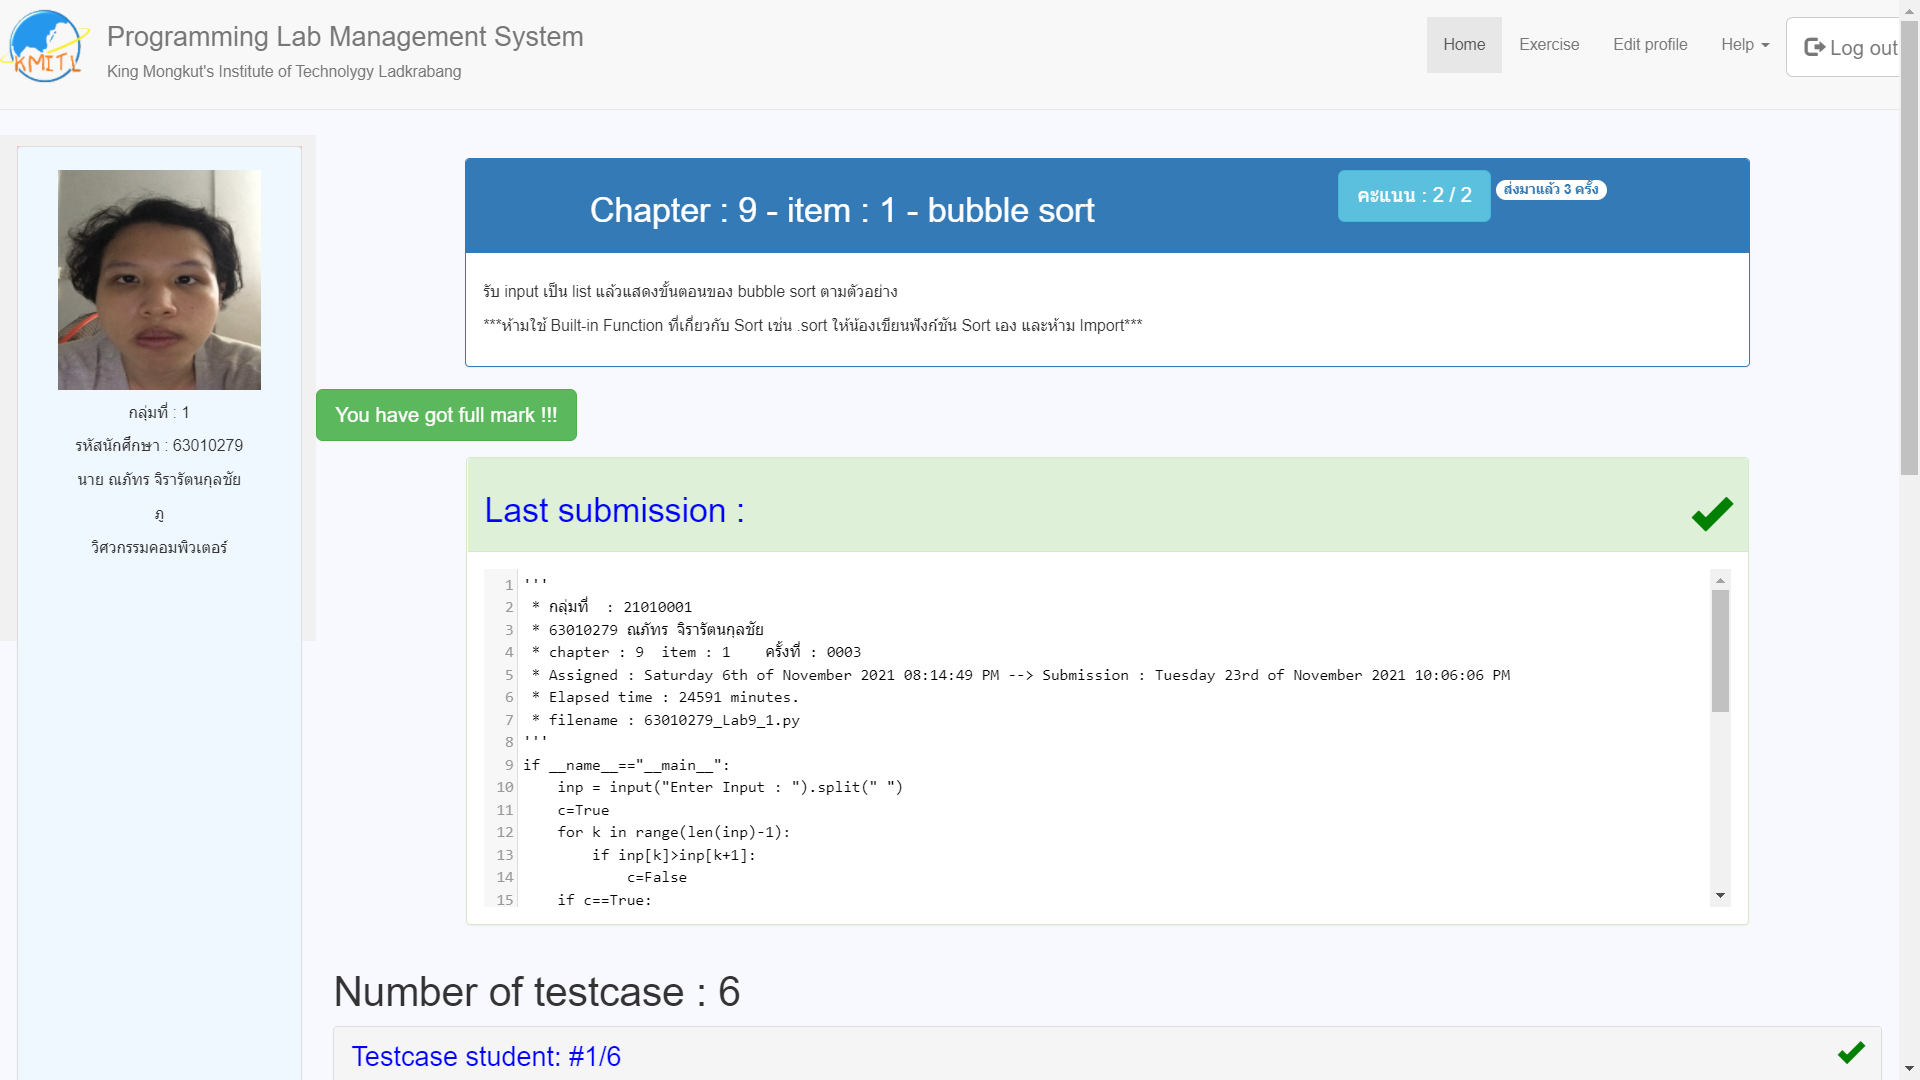 KMITL
Programming Lab Management System
King Mongkut's Institute of Technolygy Ladkrabang
Home
Exercise
Edit profile
Help
Log out
กลุ่มที่ : 1
รหัสนักศึกษา : 63010279
นาย ณภัทร จิรารัตนกุลชัย
ภู
วิศวกรรมคอมพิวเตอร์
Chapter : 9 - item : 1 - bubble sort
คะแนน : 2 / 2
ส่งมาแล้ว 3 ครั้ง
รับ input เป็น list แล้วแสดงขั้นตอนของ bubble sort ตามตัวอย่าง
***ห้ามใช้ Built-in Function ที่เกี่ยวกับ Sort เช่น .sort ให้น้องเขียนฟังก์ชัน Sort เอง และห้าม Import***
You have got full mark !!!
Last submission :
1 '''
2 * กลุ่มที่ : 21010001
3 * 63010279 ณภัทร จิรารัตนกุลชัย
4 * chapter : 9 item : 1 ครั้งที่ : 0003
5 * Assigned : Saturday 6th of November 2021 08:14:49 PM --> Submission : Tuesday 23rd of November 2021 10:06:06 PM
6 * Elapsed time : 24591 minutes.
7 * filename : 63010279_Lab9_1.py
8 '''
9 if __name__=="__main__":
10 inp = input("Enter Input : ").split(" ")
11 c=True
12 for k in range(len(inp)-1):
13 if inp[k]>inp[k+1]:
14 c=False
15 if c==True:
Number of testcase : 6
Testcase student: #1/6